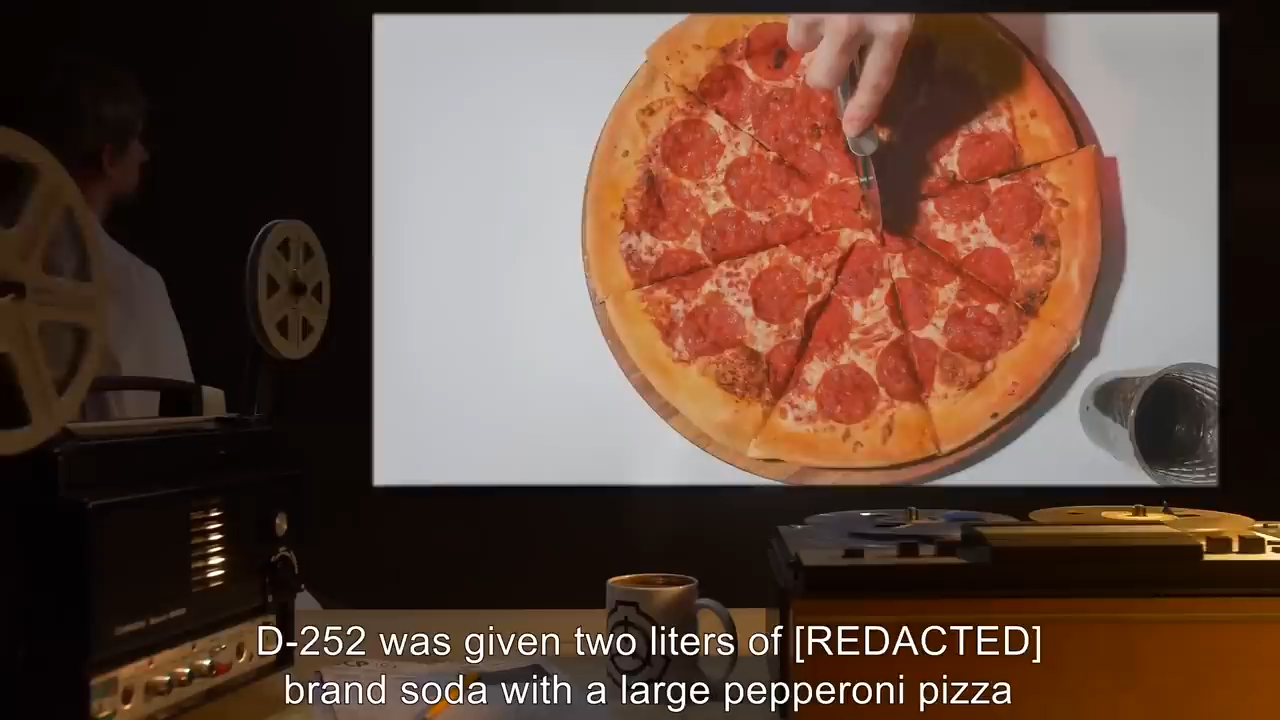 D-252 was given two liters of [REDACTED]
brand soda with a large pepperoni pizza